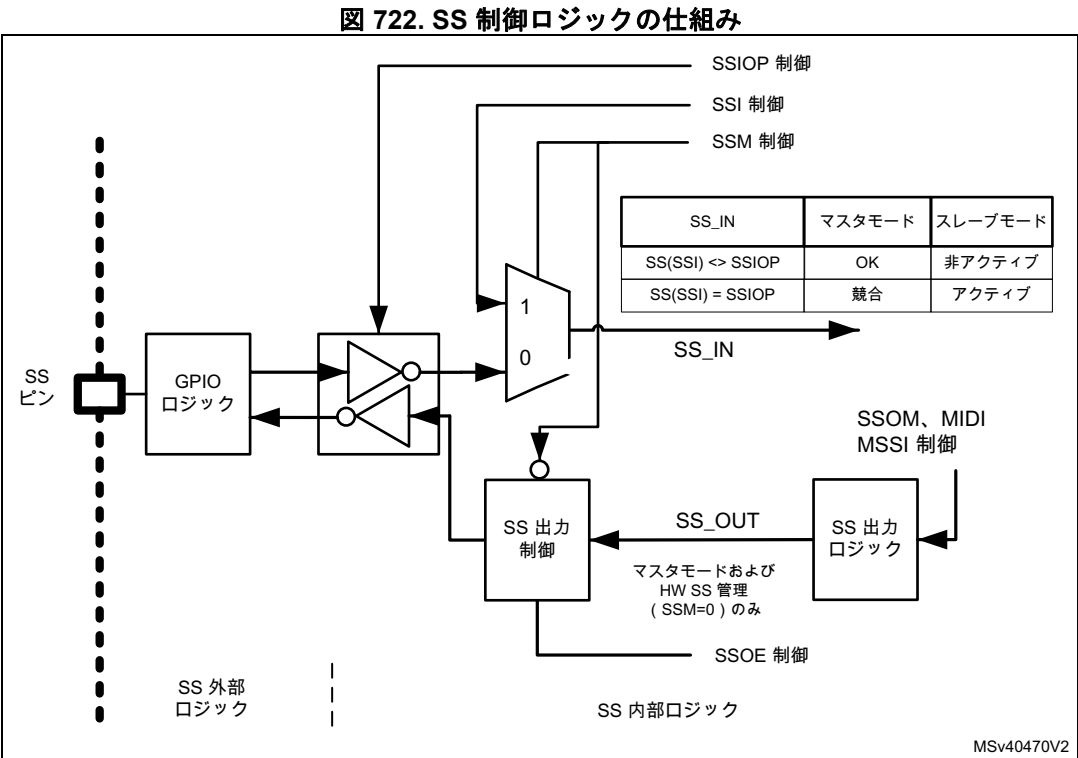 図 722. SS 制御ロジックの仕組み
SSIOP 制御
SSI 制御
SSM 制御
SS_IN マスタモード スレーブモード
SS(SSI) <> SSIOP OK 非アクティブ
SS(SSI) = SSIOP 競合 アクティブ
1
0
SS_IN
SS
ピン
GPIO
ロジック
SSOM、MIDI
MSSI 制御
SS 出力
制御
SS_OUT
マスタモードおよび
HW SS 管理
( SSM=0 ) のみ
SS 出力
ロジック
SSOE 制御
SS 外部
ロジック
SS 内部ロジック
MSv40470V2